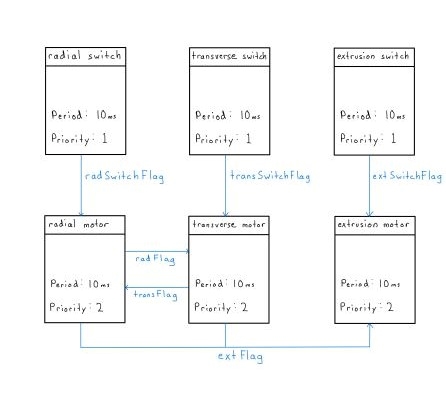 radial switch
transverse switch
extrusion switch
Period: 10ms
Priority: 1
Period: 10ms
Priority: 1
Period: 10ms
Priority: 1
radSwitchFlag
transSwitchFlag
extSwitchFlag
radial motor
transverse motor
extrusion motor
radFlag
transFlag
Period: 10ms
Priority: 2
Period: 10ms
Priority: 2
Period: 10ms
Priority: 2
extFlag